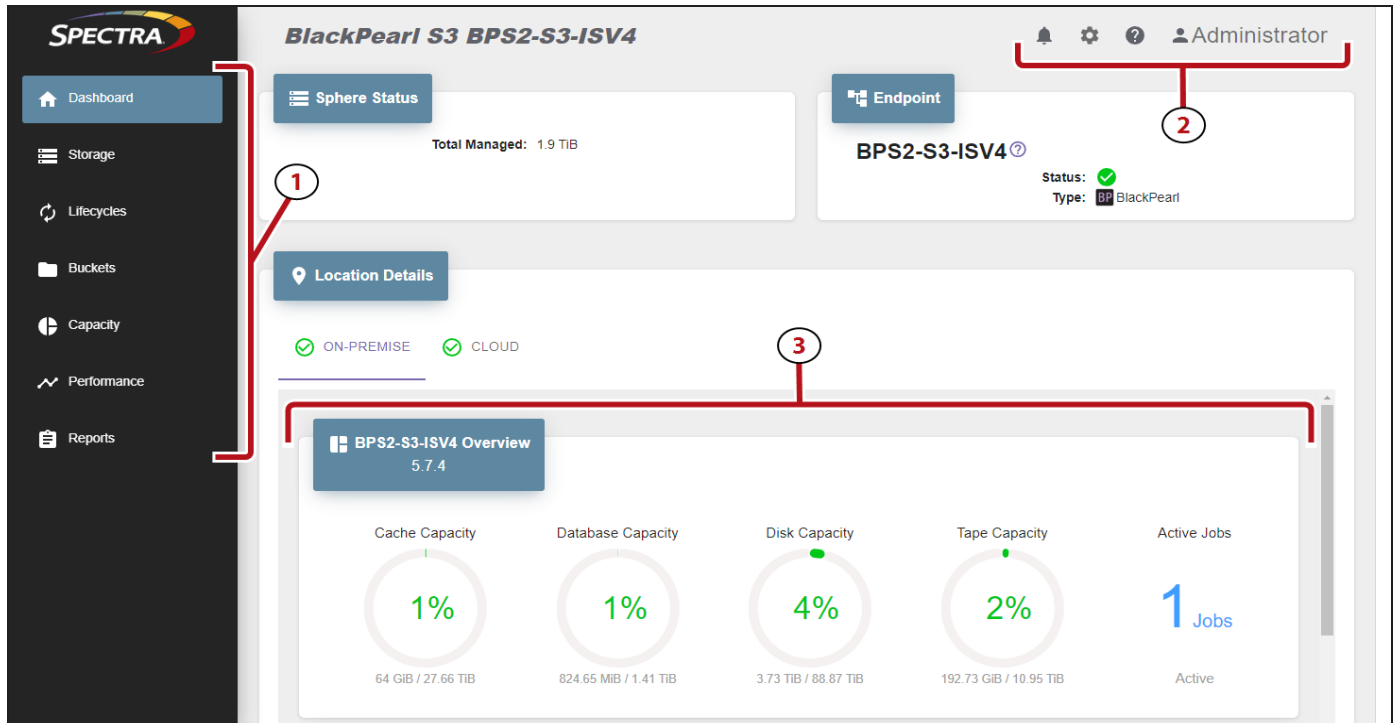 SPECTRA
BlackPearl S3 BPS2-S3-ISV4
Administrator
Dashboard
Storage
Lifecycles
Buckets
Capacity
Performance
Reports
1
2
Sphere Status
Total Managed: 1.9 TiB
Endpoint
BPS2-S3-ISV4
Status:
Type: BP BlackPearl
Location Details
ON-PREMISE CLOUD
3
BPS2-S3-ISV4 Overview
5.7.4
Cache Capacity Database Capacity Disk Capacity Tape Capacity Active Jobs
1% 1% 4% 2% 1 Jobs
64 GiB / 27.66 TiB 824.65 MiB / 1.41 TiB 3.73 TiB / 88.87 TiB 192.73 GiB / 10.95 TiB Active